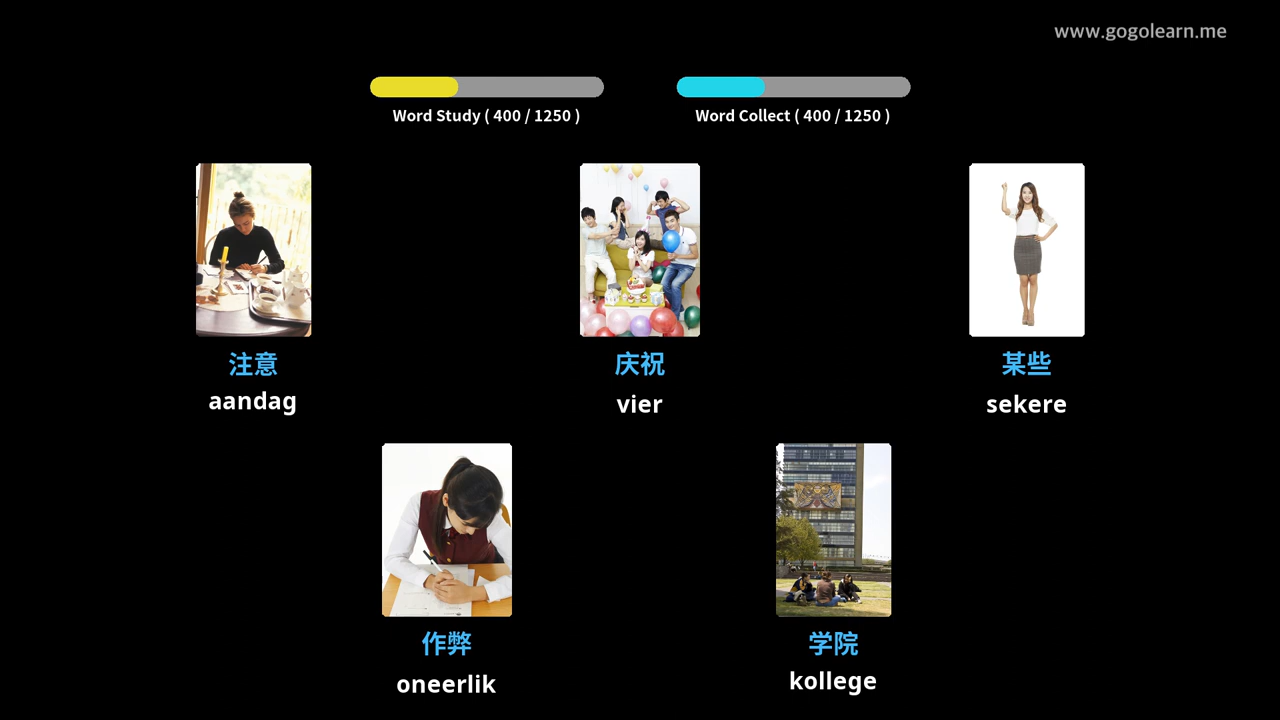 www.gogolearn.me
Word Study ( 400 / 1250 )
Word Collect ( 400 / 1250 )
注意
aandag
庆祝
vier
某些
sekere
作弊
oneerlik
学院
kollege